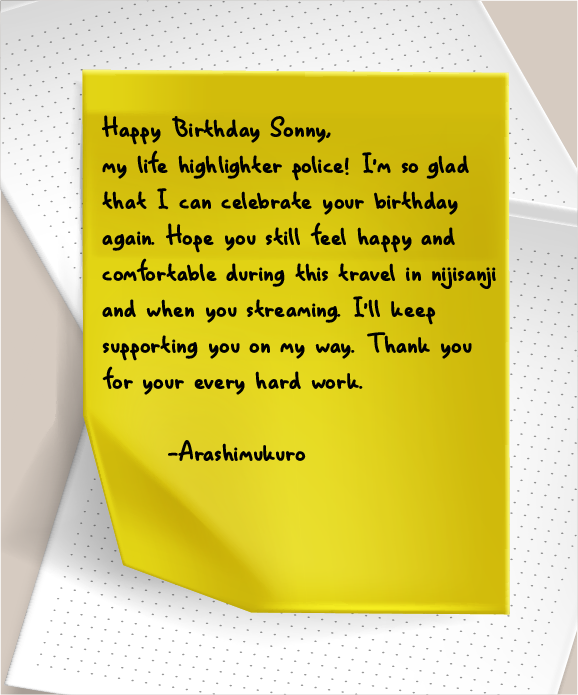 Happy Birthday Sonny,
my life highlighter police! I'm so glad
that I can celebrate your birthday
again. Hope you still feel happy and
comfortable during this travel in nijisanji
and when you streaming. I'll keep
supporting you on my way. Thank you
for your every hard work.
-Arashimukuro